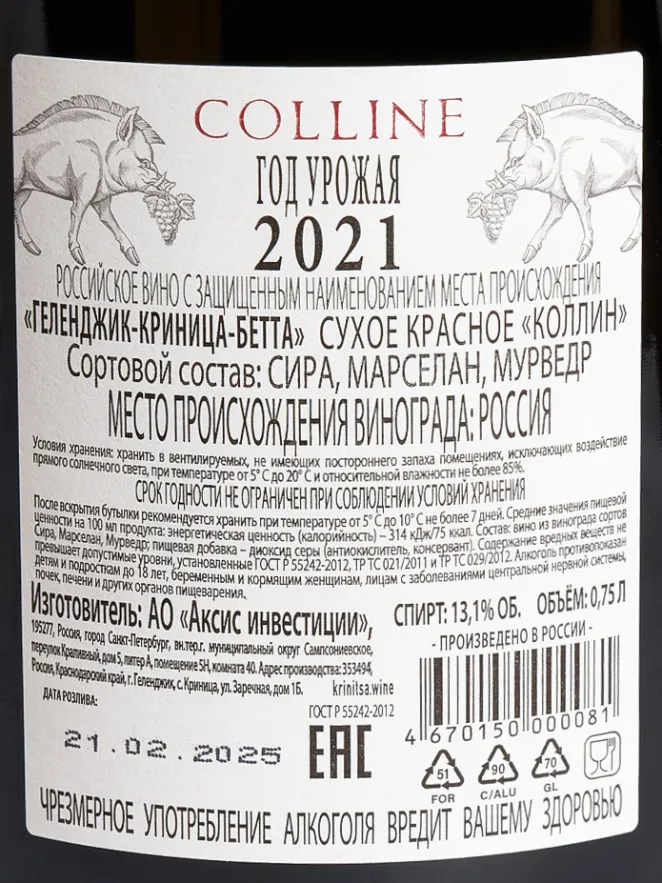 COLLINE
ГОД УРОЖАЯ
2021
РОССИЙСКОЕ ВИНО С ЗАЩИЩЕННЫМ НАИМЕНОВАНИЕМ МЕСТА ПРОИСХОЖДЕНИЯ
«ГЕЛЕНДЖИК-КРИНИЦА-БЕТТА» СУХОЕ КРАСНОЕ «КОЛЛИН»
Сортовой состав: СИРА, МАРСЕЛАН, МУРВЕДР
МЕСТО ПРОИСХОЖДЕНИЯ ВИНОГРАДА: РОССИЯ
Условия хранения: хранить в вентилируемых, не имеющих постороннего запаха помещениях, исключающих воздействие
прямого солнечного света, при температуре от 5° С до 20° С и относительной влажности не более 85%.
СРОК ГОДНОСТИ НЕ ОГРАНИЧЕН ПРИ СОБЛЮДЕНИИ УСЛОВИЙ ХРАНЕНИЯ
После вскрытия бутылки рекомендуется хранить при температуре от 5° С до 10° С не более 7 дней. Средние значения пищевой
ценности на 100 мл продукта: энергетическая ценность (калорийность) – 314 кДж/75 ккал. Состав: вино из винограда сортов
Сира, Марселан, Мурведр; пищевая добавка – диоксид серы (антиокислитель, консервант). Содержание вредных веществ не
превышает допустимые уровни, установленные ГОСТ Р 55242-2012, ТР ТС 021/2011 и ТР ТС 029/2012. Алкоголь противопоказан
детям и подросткам до 18 лет, беременным и кормящим женщинам, лицам с заболеваниями центральной нервной системы,
почек, печени и других органов пищеварения.
Изготовитель: АО «Аксис инвестиции»,
195277, Россия, город Санкт-Петербург, вн.тер.г. муниципальный округ Сампсониевское,
переулок Крапивный, дом 5, литер А, помещение 5Н, комната 40. Адрес производства: 353494,
Россия, Краснодарский край, г. Геленджик, с. Криница, ул. Заречная, дом 1Б.
krinitsa.wine
ДАТА РОЗЛИВА:
21.02.2025
ГОСТ Р 55242-2012
EAC
СПИРТ: 13,1% ОБ. ОБЪЁМ: 0,75 Л
- ПРОИЗВЕДЕНО В РОССИИ -
4 670150 000081
51 90 70
FOR C/ALU GL
ЧРЕЗМЕРНОЕ УПОТРЕБЛЕНИЕ АЛКОГОЛЯ ВРЕДИТ ВАШЕМУ ЗДОРОВЬЮ